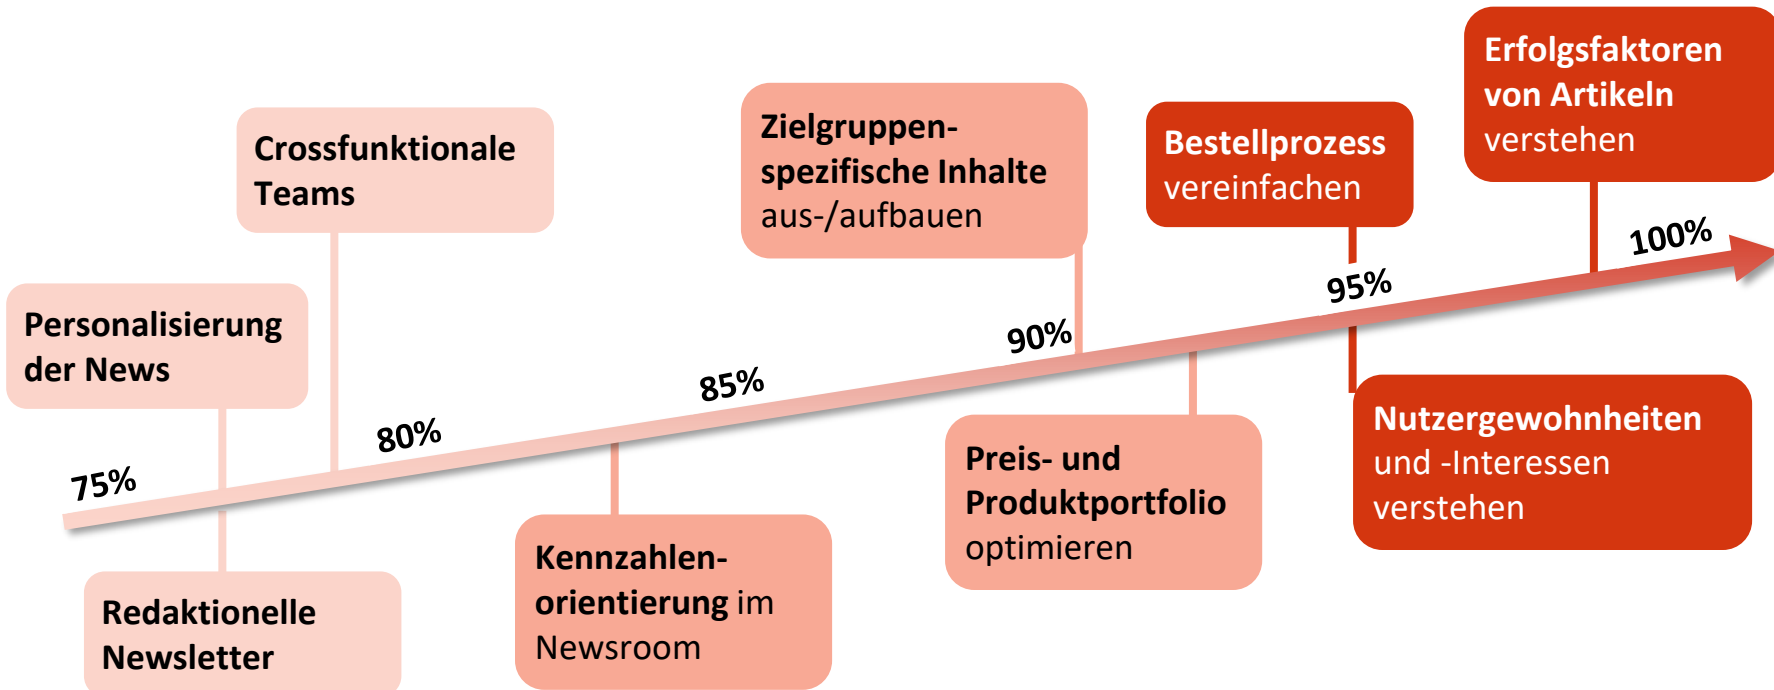 Personalisierung
der News
Crossfunktionale
Teams
Zielgruppen-
spezifische Inhalte
aus-/aufbauen
Bestellprozess
vereinfachen
Erfolgsfaktoren
von Artikeln
verstehen
75%
80%
85%
90%
95%
100%
Redaktionelle
Newsletter
Kennzahlen-
orientierung im
Newsroom
Preis- und
Produktportfolio
optimieren
Nutzergewohnheiten
und -Interessen
verstehen